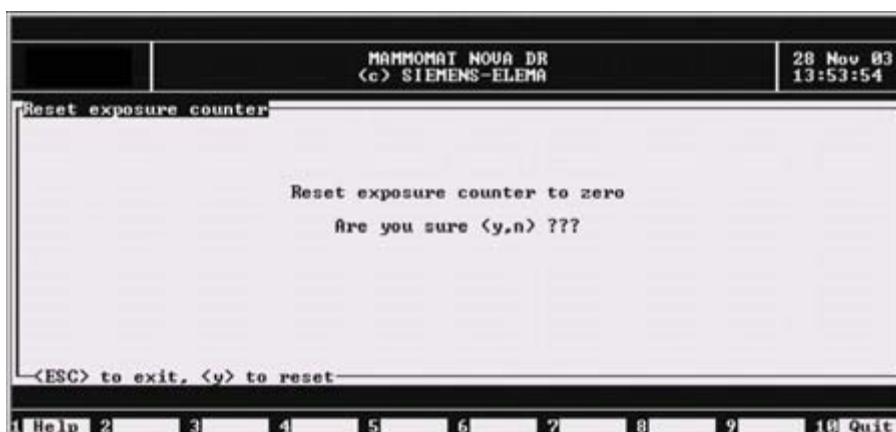 MAMMOMAT NOVA DR
(c) SIEMENS-ELEMA
28 Nov 03
13:53:54
Reset exposure counter
Reset exposure counter to zero
Are you sure (y,n) ???
<ESC> to exit, <y> to reset
1 Help 2 3 4 5 6 7 8 9 10 Quit